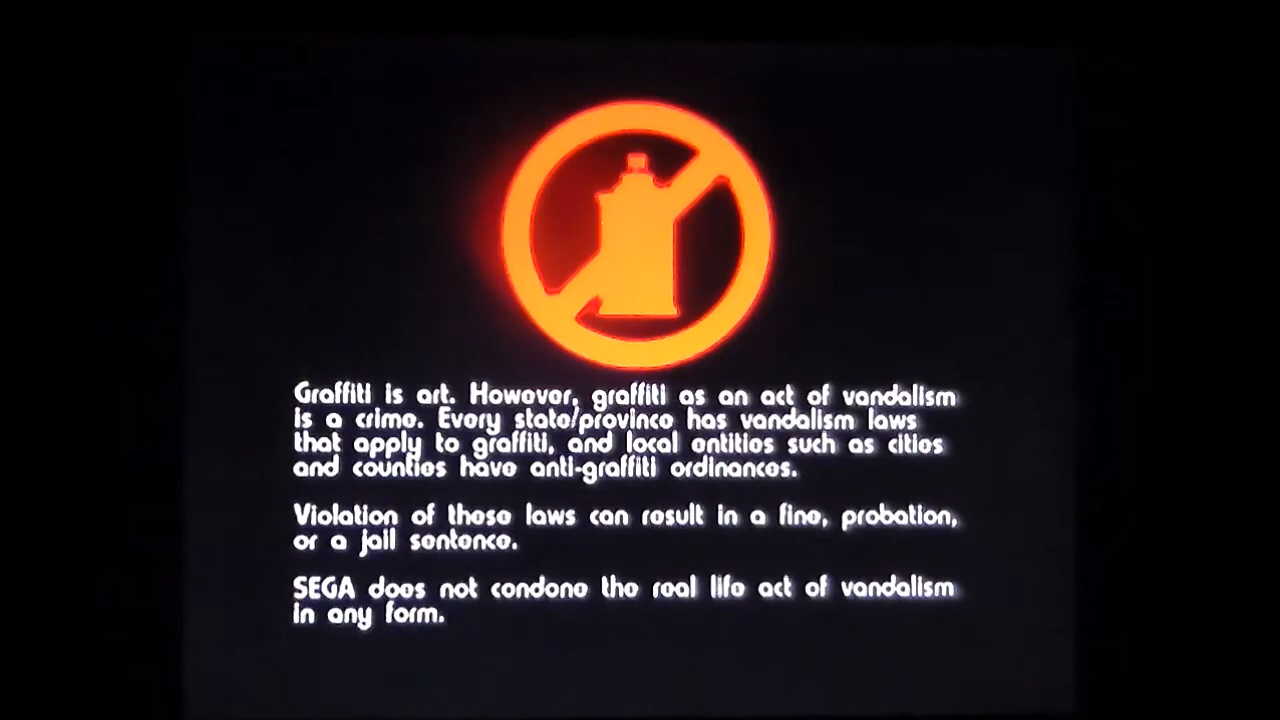 Graffiti is art. However, graffiti as an act of vandalism
is a crime. Every state/province has vandalism laws
that apply to graffiti, and local entities such as cities
and counties have anti-graffiti ordinances.
Violation of these laws can result in a fine, probation,
or a jail sentence.
SEGA does not condone the real life act of vandalism
in any form.